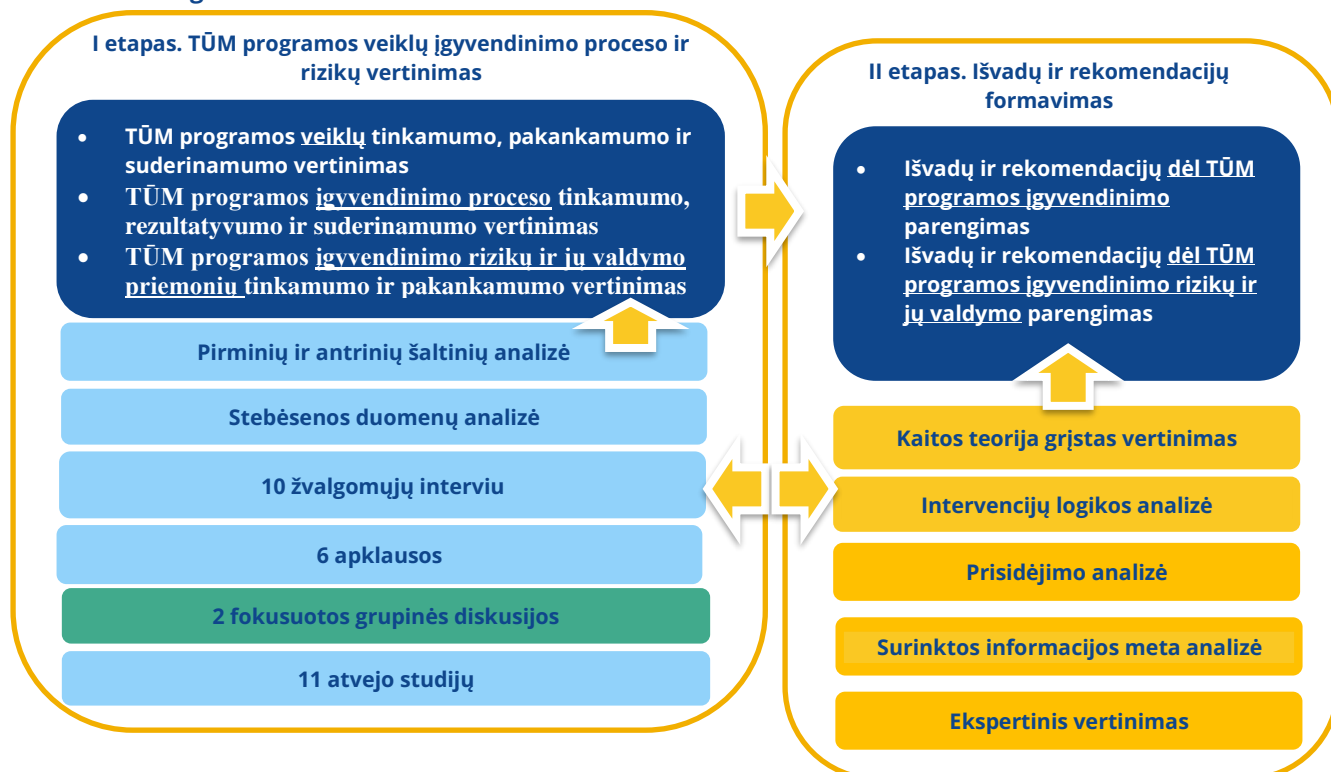 I etapas. TŪM programos veiklų įgyvendinimo proceso ir
rizikų vertinimas
• TŪM programos veiklų tinkamumo, pakankamumo ir
suderinamumo vertinimas
• TŪM programos įgyvendinimo proceso tinkamumo,
rezultatyvumo ir suderinamumo vertinimas
• TŪM programos įgyvendinimo rizikų ir jų valdymo
priemonių tinkamumo ir pakankamumo vertinimas
Pirminių ir antrinių šaltinių analizė
Stebėsenos duomenų analizė
10 žvalgomųjų interviu
6 apklausos
2 fokusuotos grupinės diskusijos
11 atvejo studijų
II etapas. Išvadų ir rekomendacijų
formavimas
• Išvadų ir rekomendacijų dėl TŪM
programos įgyvendinimo
parengimas
• Išvadų ir rekomendacijų dėl TŪM
programos įgyvendinimo rizikų ir
jų valdymo parengimas
Kaitos teorija grįstas vertinimas
Intervencijų logikos analizė
Prisidėjimo analizė
Surinktos informacijos meta analizė
Ekspertinis vertinimas